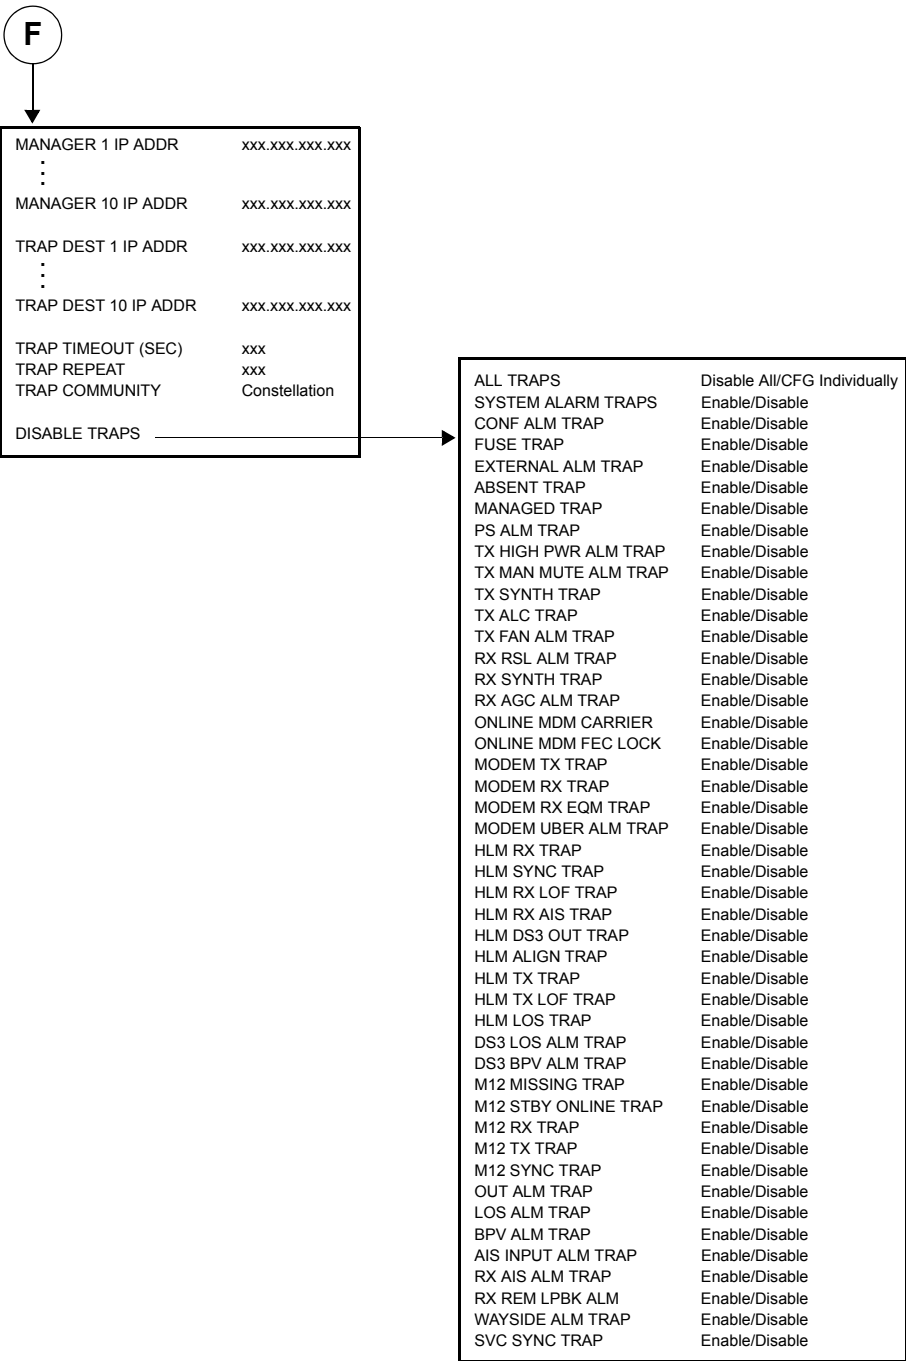 F
MANAGER 1 IP ADDR xxx.xxx.xxx.xxx
MANAGER 10 IP ADDR xxx.xxx.xxx.xxx
TRAP DEST 1 IP ADDR xxx.xxx.xxx.xxx
TRAP DEST 10 IP ADDR xxx.xxx.xxx.xxx
TRAP TIMEOUT (SEC) xxx
TRAP REPEAT xxx
TRAP COMMUNITY Constellation
DISABLE TRAPS
ALL TRAPS Disable All/CFG Individually
SYSTEM ALARM TRAPS Enable/Disable
CONF ALM TRAP Enable/Disable
FUSE TRAP Enable/Disable
EXTERNAL ALM TRAP Enable/Disable
ABSENT TRAP Enable/Disable
MANAGED TRAP Enable/Disable
PS ALM TRAP Enable/Disable
TX HIGH PWR ALM TRAP Enable/Disable
TX MAN MUTE ALM TRAP Enable/Disable
TX SYNTH TRAP Enable/Disable
TX ALC TRAP Enable/Disable
TX FAN ALM TRAP Enable/Disable
RX RSL ALM TRAP Enable/Disable
RX SYNTH TRAP Enable/Disable
RX AGC ALM TRAP Enable/Disable
ONLINE MDM CARRIER Enable/Disable
ONLINE MDM FEC LOCK Enable/Disable
MODEM TX TRAP Enable/Disable
MODEM RX TRAP Enable/Disable
MODEM RX EQM TRAP Enable/Disable
MODEM UBER ALM TRAP Enable/Disable
HLM RX TRAP Enable/Disable
HLM SYNC TRAP Enable/Disable
HLM RX LOF TRAP Enable/Disable
HLM RX AIS TRAP Enable/Disable
HLM DS3 OUT TRAP Enable/Disable
HLM ALIGN TRAP Enable/Disable
HLM TX TRAP Enable/Disable
HLM TX LOF TRAP Enable/Disable
HLM LOS TRAP Enable/Disable
DS3 LOS ALM TRAP Enable/Disable
DS3 BPV ALM TRAP Enable/Disable
M12 MISSING TRAP Enable/Disable
M12 STBY ONLINE TRAP Enable/Disable
M12 RX TRAP Enable/Disable
M12 TX TRAP Enable/Disable
M12 SYNC TRAP Enable/Disable
OUT ALM TRAP Enable/Disable
LOS ALM TRAP Enable/Disable
BPV ALM TRAP Enable/Disable
AIS INPUT ALM TRAP Enable/Disable
RX AIS ALM TRAP Enable/Disable
RX REM LPBK ALM Enable/Disable
WAYSIDE ALM TRAP Enable/Disable
SVC SYNC TRAP Enable/Disable